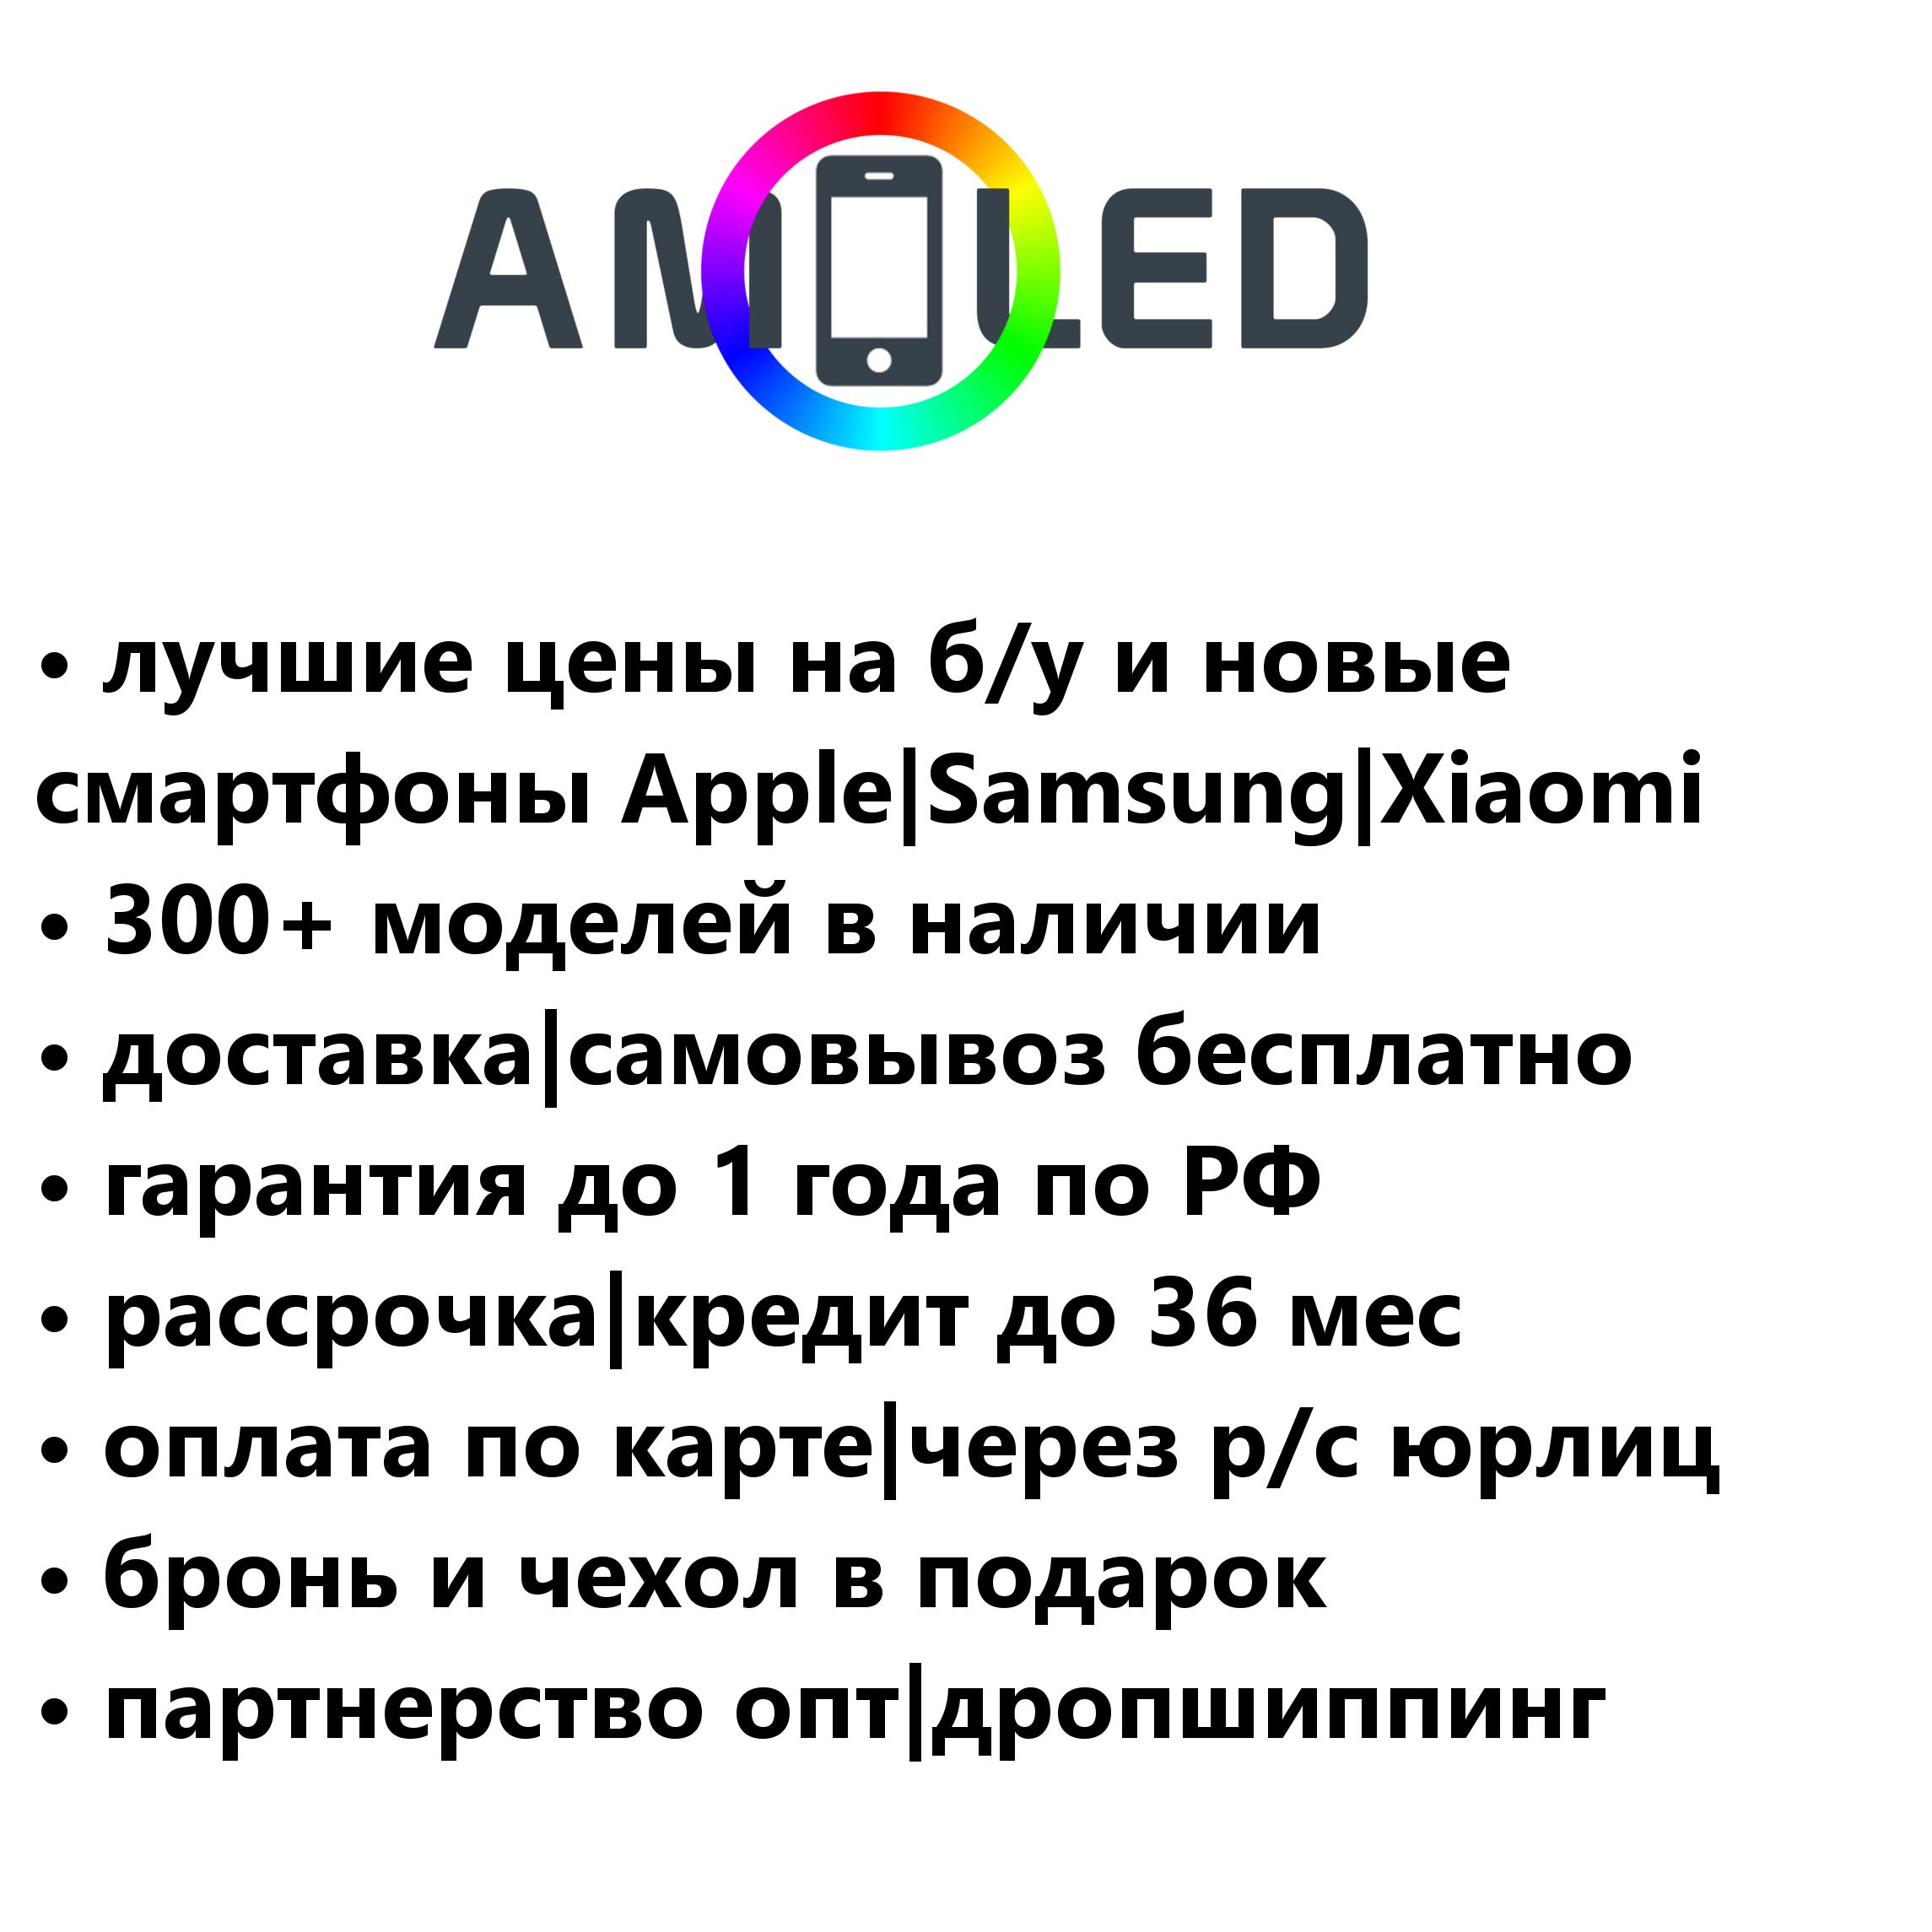 AMOLED
• лучшие цены на б/у и новые
смартфоны Apple|Samsung|Xiaomi
• 300+ моделей в наличии
• доставка|самовывоз бесплатно
• гарантия до 1 года по РФ
• рассрочка|кредит до 36 мес
• оплата по карте|через р/с юрлиц
• бронь и чехол в подарок
• партнерство опт|дропшиппинг